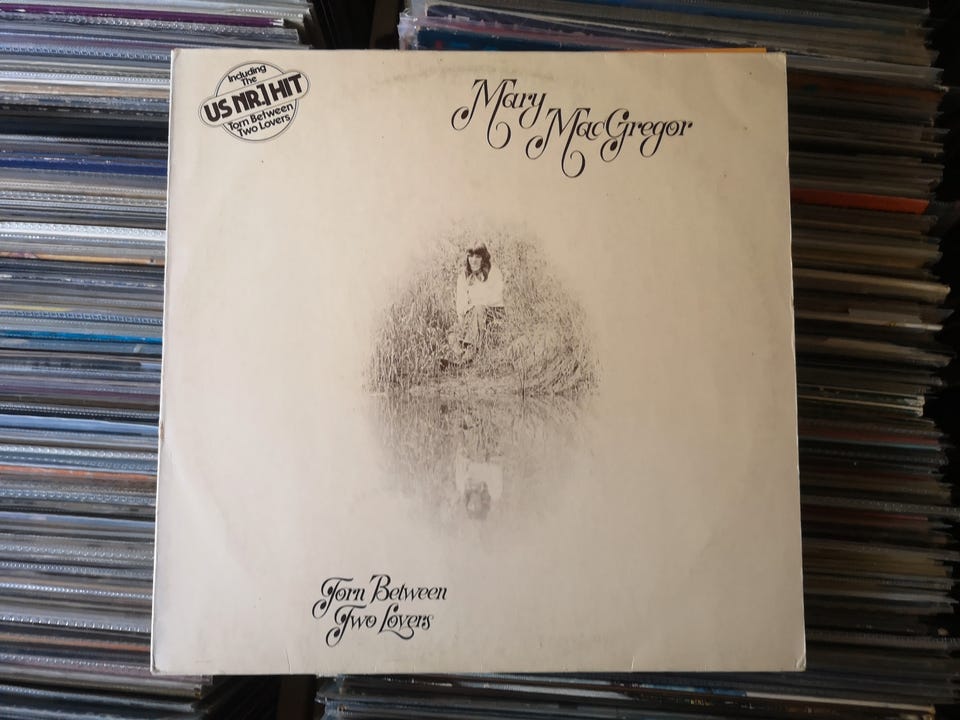 Including
The
US NR.1 HIT
Torn Between
Two Lovers
Mary
MacGregor
Torn Between
Two Lovers